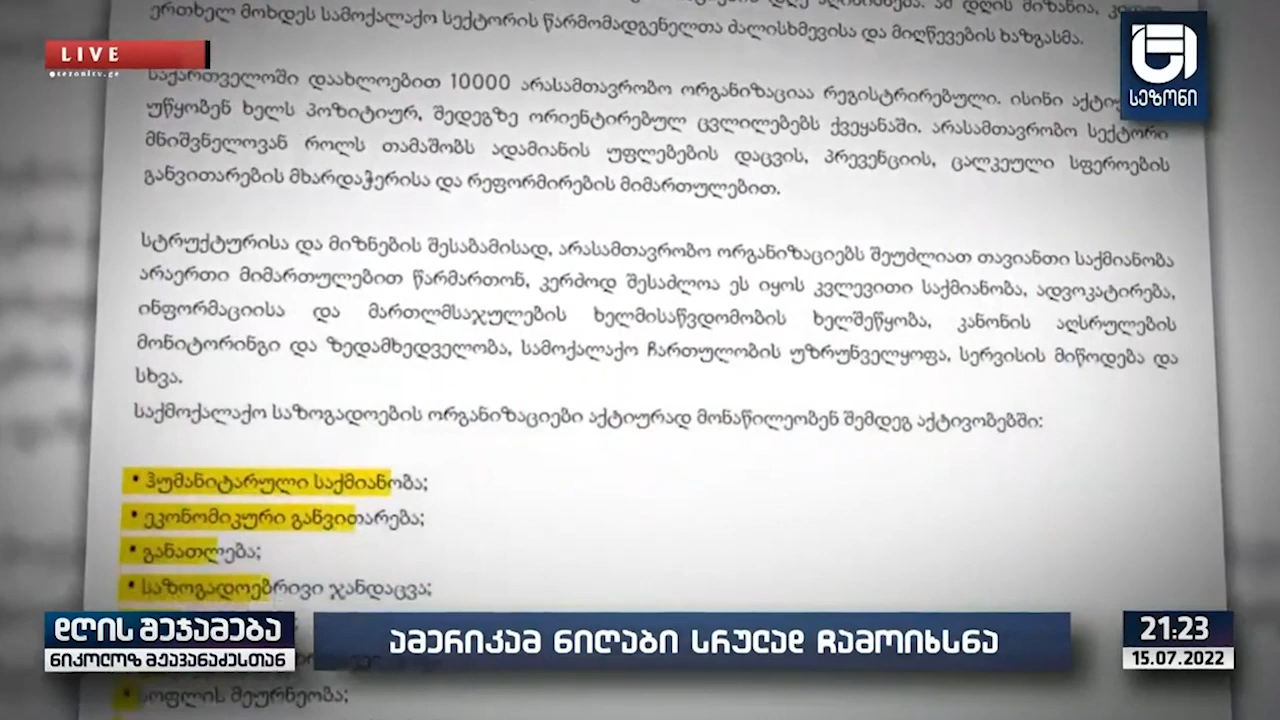 ერთხელ მოხდეს სამოქალაქო სექტორის წარმომადგენელთა ძალისხმევისა და მიღწევების ხაზგასმა.
LIVE
@sezonitv.ge
სეზონი
საქართველოში დაახლოებით 10000 არასამთავრობო ორგანიზაციაა რეგისტრირებული. ისინი
უწყობენ ხელს პოზიტიურ, შედეგზე ორიენტირებულ ცვლილებებს ქვეყანაში. არასამთავრობო სექტორი
მნიშვნელოვან როლს თამაშობს ადამიანის უფლებების დაცვის, პრევენციის, ცალკეული სფეროების
განვითარების მხარდაჭერისა და რეფორმირების მიმართულებით.
სტრუქტურისა და მიზნების შესაბამისად, არასამთავრობო ორგანიზაციებს შეუძლიათ თავიანთი საქმიანობა
არაერთი მიმართულებით წარმართონ, კერძოდ შესაძლოა ეს იყოს კვლევითი საქმიანობა, ადვოკატირება,
ინფორმაციისა და მართლმსაჯულების ხელმისაწვდომობის ხელშეწყობა, კანონის აღსრულების
მონიტორინგი და ზედამხედველობა, სამოქალაქო ჩართულობის უზრუნველყოფა, სერვისის მიწოდება და
სხვა.
საქმოქალაქო საზოგადოების ორგანიზაციები აქტიურად მონაწილეობენ შემდეგ აქტივობებში:
• ჰუმანიტარული საქმიანობა;
• ეკონომიკური განვითარება;
• განათლება;
• საზოგადოებრივი ჯანდაცვა;
დღის შეჯამება
ნიკოლოზ მჟავანაძესთან
ამერიკამ ნიღაბი სრულად ჩამოიხსნა
21:23
15.07.2022
• სოფლის მეურნეობა;